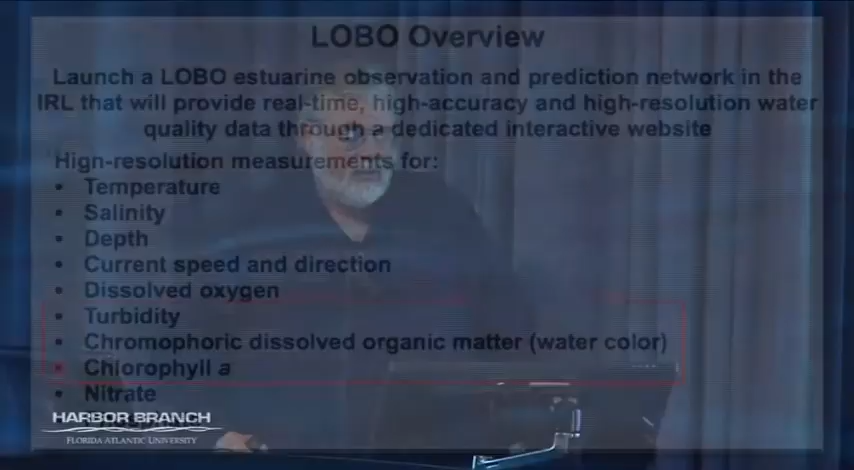 LOBO Overview
Launch a LOBO estuarine observation and prediction network in the
IRL that will provide real-time, high-accuracy and high-resolution water
quality data through a dedicated interactive website
Hign-resolution measurements for:
• Temperature
• Salinity
• Depth
• Current speed and direction
• Dissolved oxygen
• Turbidity
• Chromophoric dissolved organic matter (water color)
• Chlorophyll a
• Nitrate
HARBOR BRANCH
FLORIDA ATLANTIC UNIVERSITY